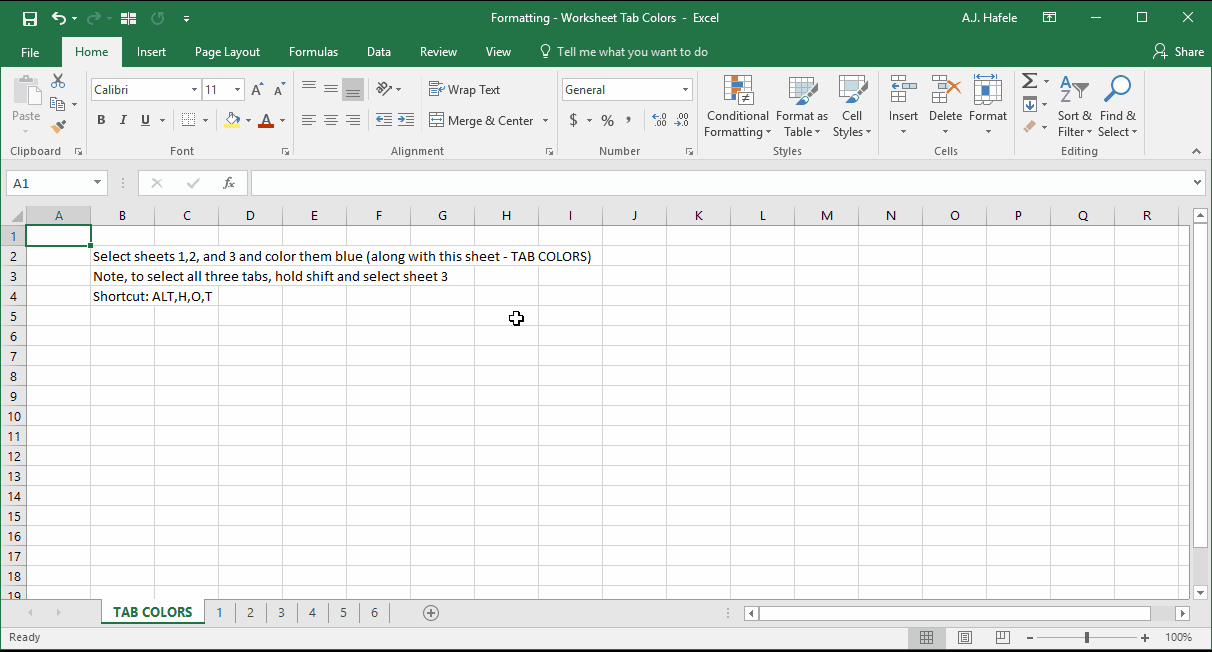 Formatting - Worksheet Tab Colors - Excel
A.J. Hafele
File Home Insert Page Layout Formulas Data Review View Tell me what you want to do Share
Calibri 11 Wrap Text General
Paste B I U A Merge & Center $ % , Conditional Formatting Format as Table Cell Styles Insert Delete Format Sort & Filter Find & Select
Clipboard Font Alignment Number Styles Cells Editing
A1 fx
A B C D E F G H I J K L M N O P Q R
1
2 Select sheets 1,2, and 3 and color them blue (along with this sheet - TAB COLORS)
3 Note, to select all three tabs, hold shift and select sheet 3
4 Shortcut: ALT,H,O,T
5
6
7
8
9
10
11
12
13
14
15
16
17
18
19
TAB COLORS 1 2 3 4 5 6
Ready 100%